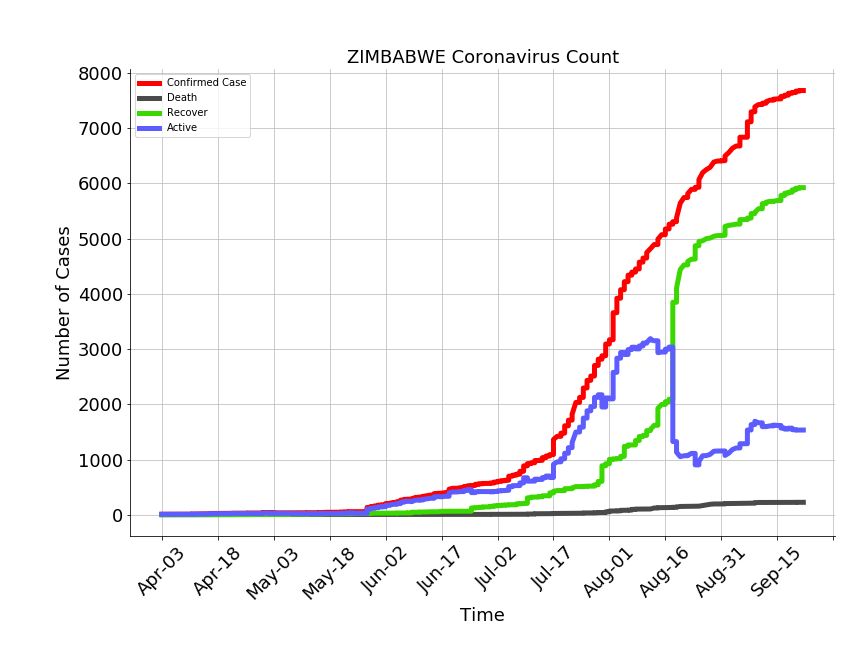 ZIMBABWE Coronavirus Count
Confirmed Case
Death
Recover
Active
Number of Cases
8000
7000
6000
5000
4000
3000
2000
1000
0
Apr-03
Apr-18
May-03
May-18
Jun-02
Jun-17
Jul-02
Jul-17
Aug-01
Aug-16
Aug-31
Sep-15
Time